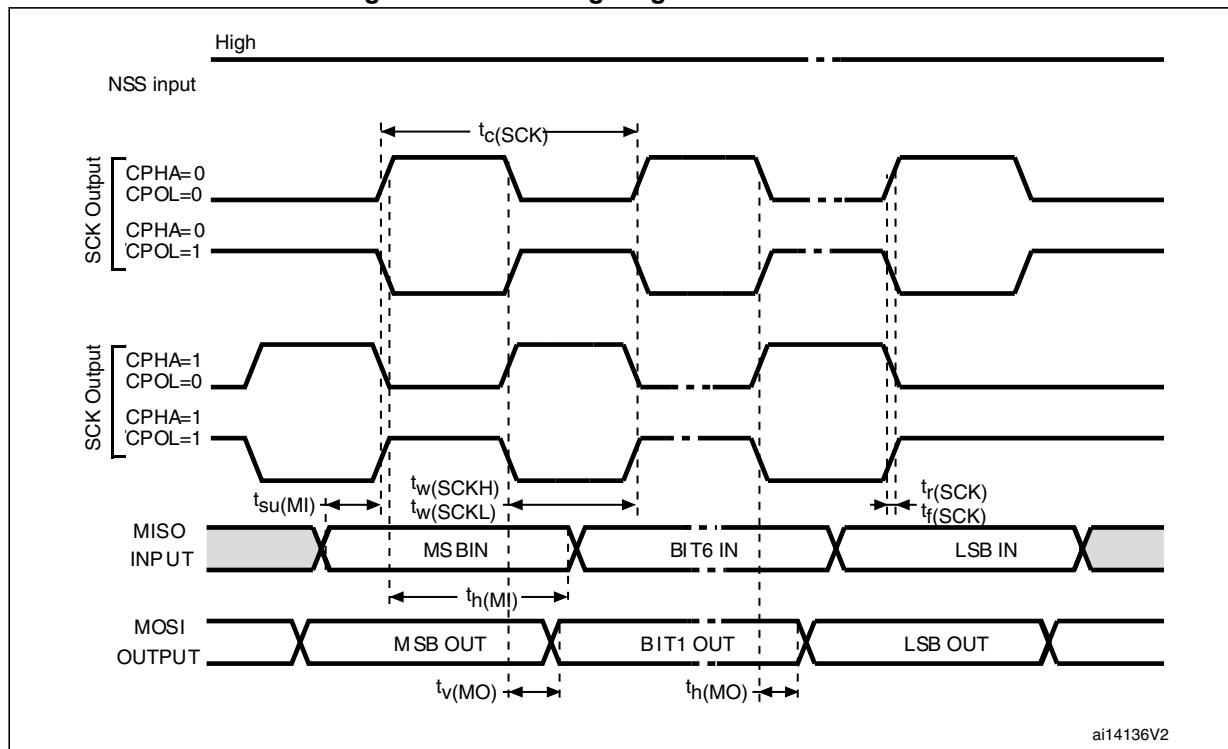 High
NSS input
tc(SCK)
SCK Output
CPHA=0
CPOL=0
CPHA=0
CPOL=1
SCK Output
CPHA=1
CPOL=0
CPHA=1
CPOL=1
tsu(MI)
tw(SCKH)
tw(SCKL)
tr(SCK)
tf(SCK)
MISO
INPUT
MSBIN
BIT6 IN
LSB IN
th(MI)
MOSI
OUTPUT
MSB OUT
BIT1 OUT
LSB OUT
tv(MO)
th(MO)
ai14136V2